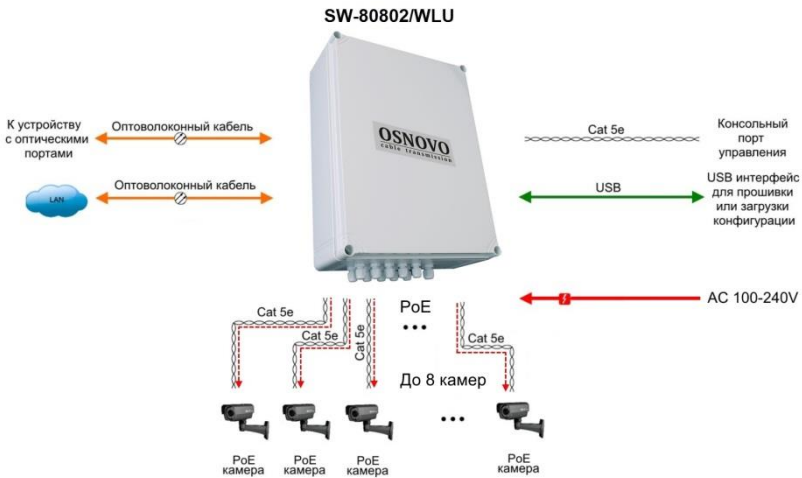 SW-80802/WLU
К устройству
с оптическими
портами
Оптоволоконный кабель
Оптоволоконный кабель
LAN
OSNOVO
cable transmission
Cat 5e
Консольный
порт
управления
USB
USB интерфейс
для прошивки
или загрузки
конфигурации
AC 100-240V
PoE
•••
Cat 5e
Cat 5e
Cat 5e
Cat 5e
До 8 камер
•••
PoE
камера
PoE
камера
PoE
камера
PoE
камера